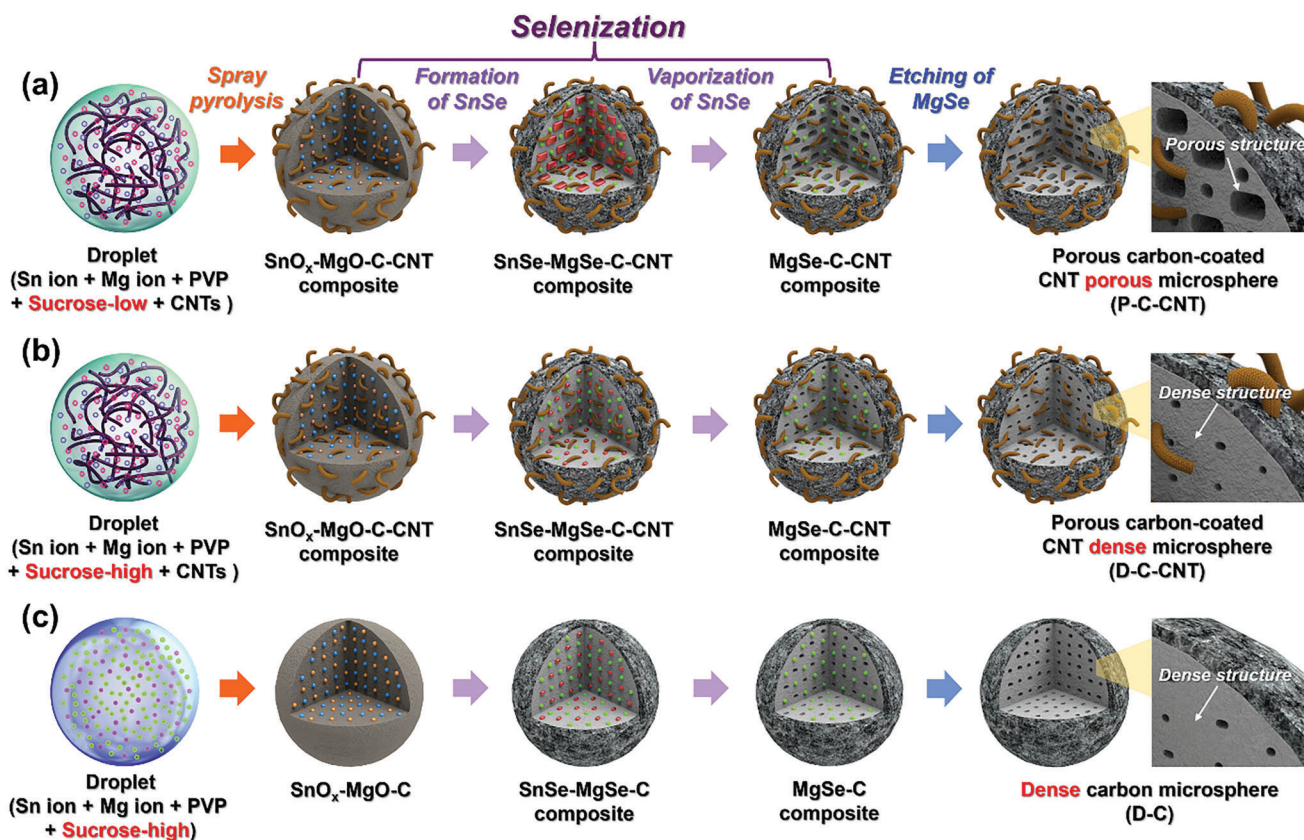 Selenization
(a)
Spray
pyrolysis
Formation
of SnSe
Vaporization
of SnSe
Etching of
MgSe
Porous structure
Droplet
(Sn ion + Mg ion + PVP
+ Sucrose-low + CNTs )
SnOₓ-MgO-C-CNT
composite
SnSe-MgSe-C-CNT
composite
MgSe-C-CNT
composite
Porous carbon-coated
CNT porous microsphere
(P-C-CNT)
(b)
Dense structure
Droplet
(Sn ion + Mg ion + PVP
+ Sucrose-high + CNTs )
SnOₓ-MgO-C-CNT
composite
SnSe-MgSe-C-CNT
composite
MgSe-C-CNT
composite
Porous carbon-coated
CNT dense microsphere
(D-C-CNT)
(c)
Dense structure
Droplet
(Sn ion + Mg ion + PVP
+ Sucrose-high)
SnOₓ-MgO-C
SnSe-MgSe-C
composite
MgSe-C
composite
Dense carbon microsphere
(D-C)